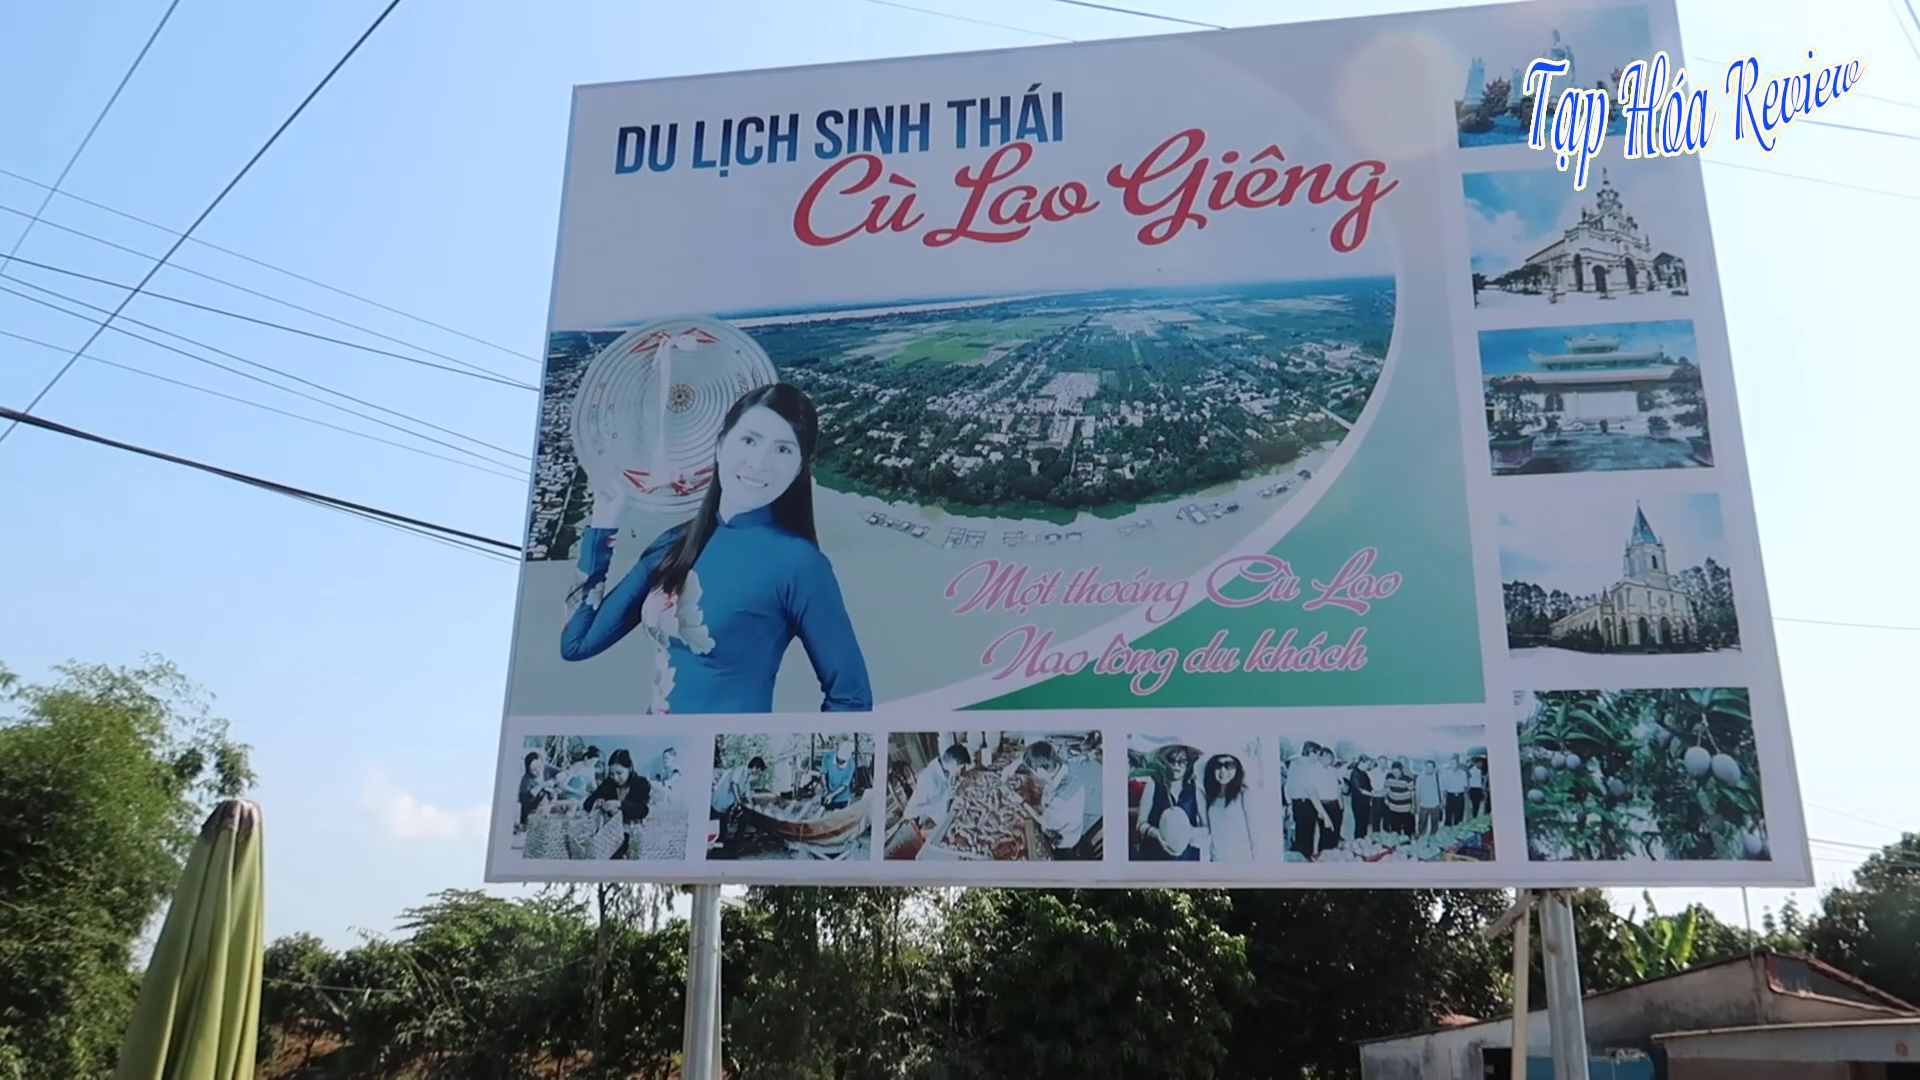 Tạp Hóa Review
DU LỊCH SINH THÁI
Cù Lao Giêng
Một thoáng Cù Lao
Nao lòng du khách